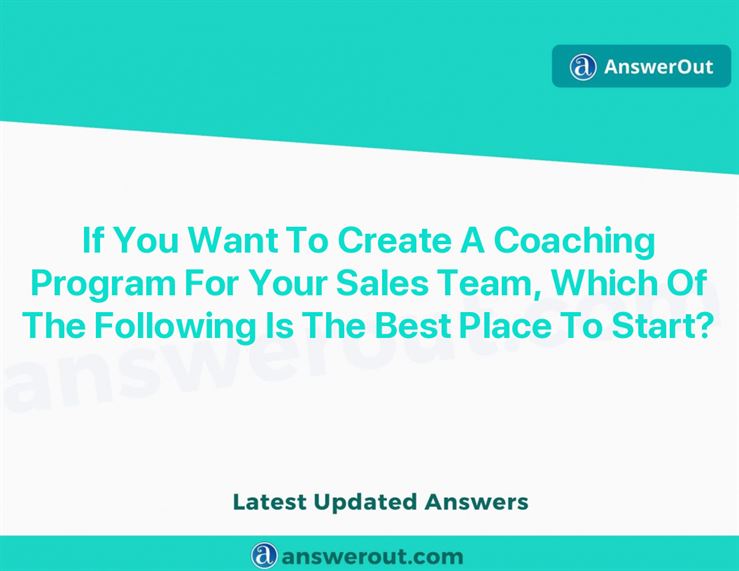 AnswerOut
If You Want To Create A Coaching
Program For Your Sales Team, Which Of
The Following Is The Best Place To Start?
answerout.com
Latest Updated Answers
answerout.com